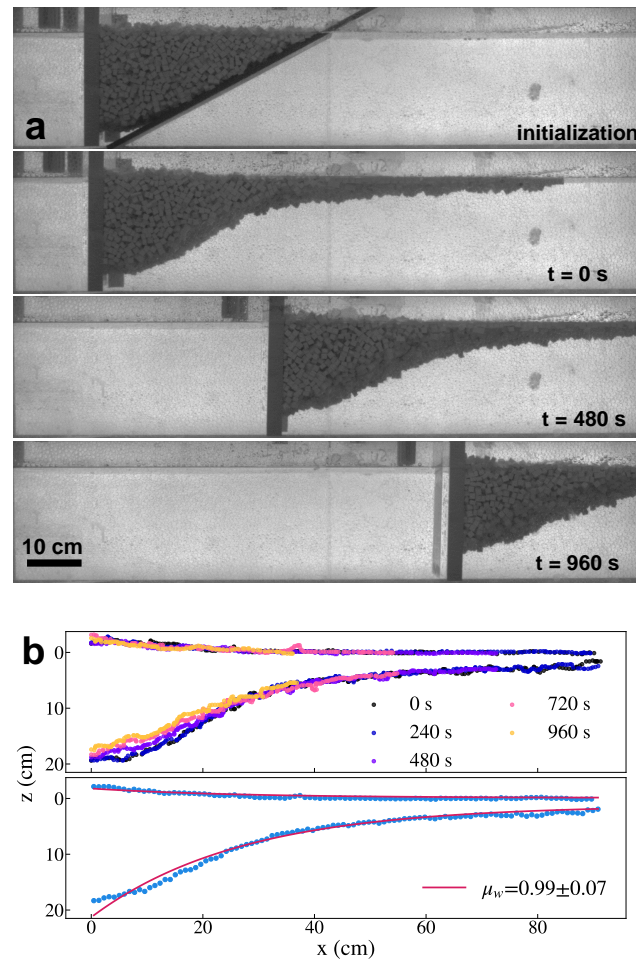 a
initialization
t = 0 s
t = 480 s
10 cm
t = 960 s
b
0
10
20
z (cm)
0 s
240 s
480 s
720 s
960 s
0
10
20
μw=0.99±0.07
0
20
40
60
80
x (cm)